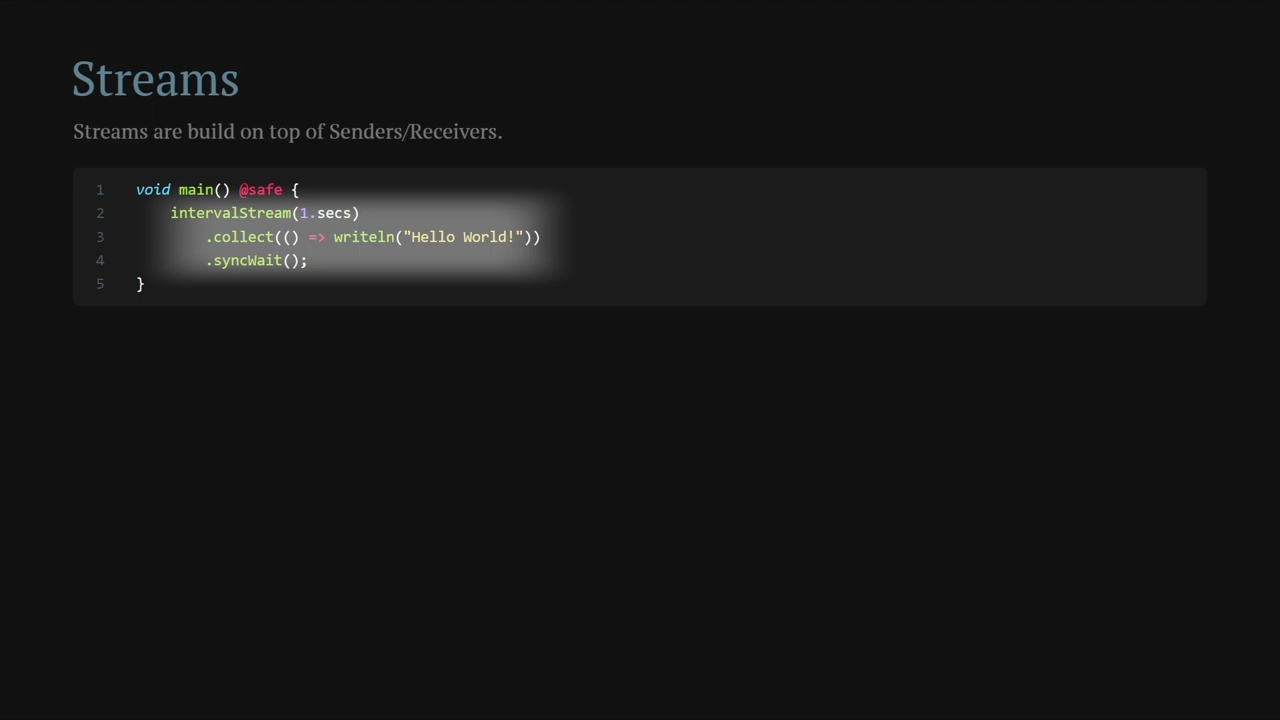 Streams
Streams are build on top of Senders/Receivers.
1 void main() @safe {
2     intervalStream(1.secs)
3         .collect(() => writeln("Hello World!"))
4         .syncWait();
5 }